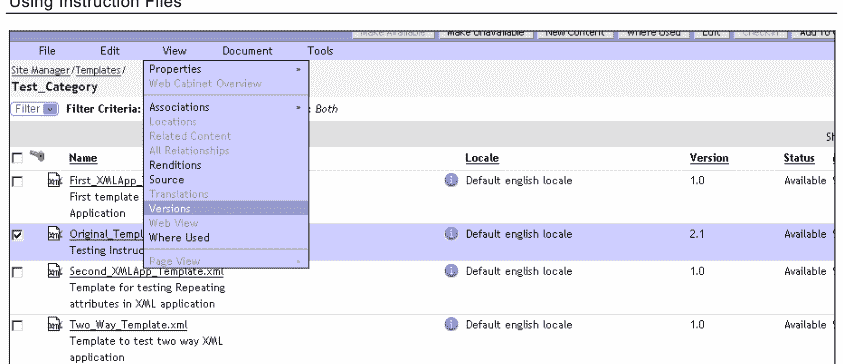 Using Instruction Files
Make Available Make Unavailable New Content Where Used Edit Checkin Add To
File Edit View Document Tools
Site Manager/Templates/
Test_Category
Filter Filter Criteria: : Both
Properties »
Web Cabinet Overview
Associations »
Locations
Related Content
All Relationships
Renditions
Source
Translations
Versions
Web View
Where Used
Page View
Name Locale Version Status
First_XMLApp_ Default english locale 1.0 Available
First template
Application
Original_Templ Default english locale 2.1 Available
Testing Instruc
Second_XMLApp_Template.xml Default english locale 1.0 Available
Template for testing Repeating
attributes in XML application
Two_Way_Template.xml Default english locale 1.0 Available
Template to test two way XML
application